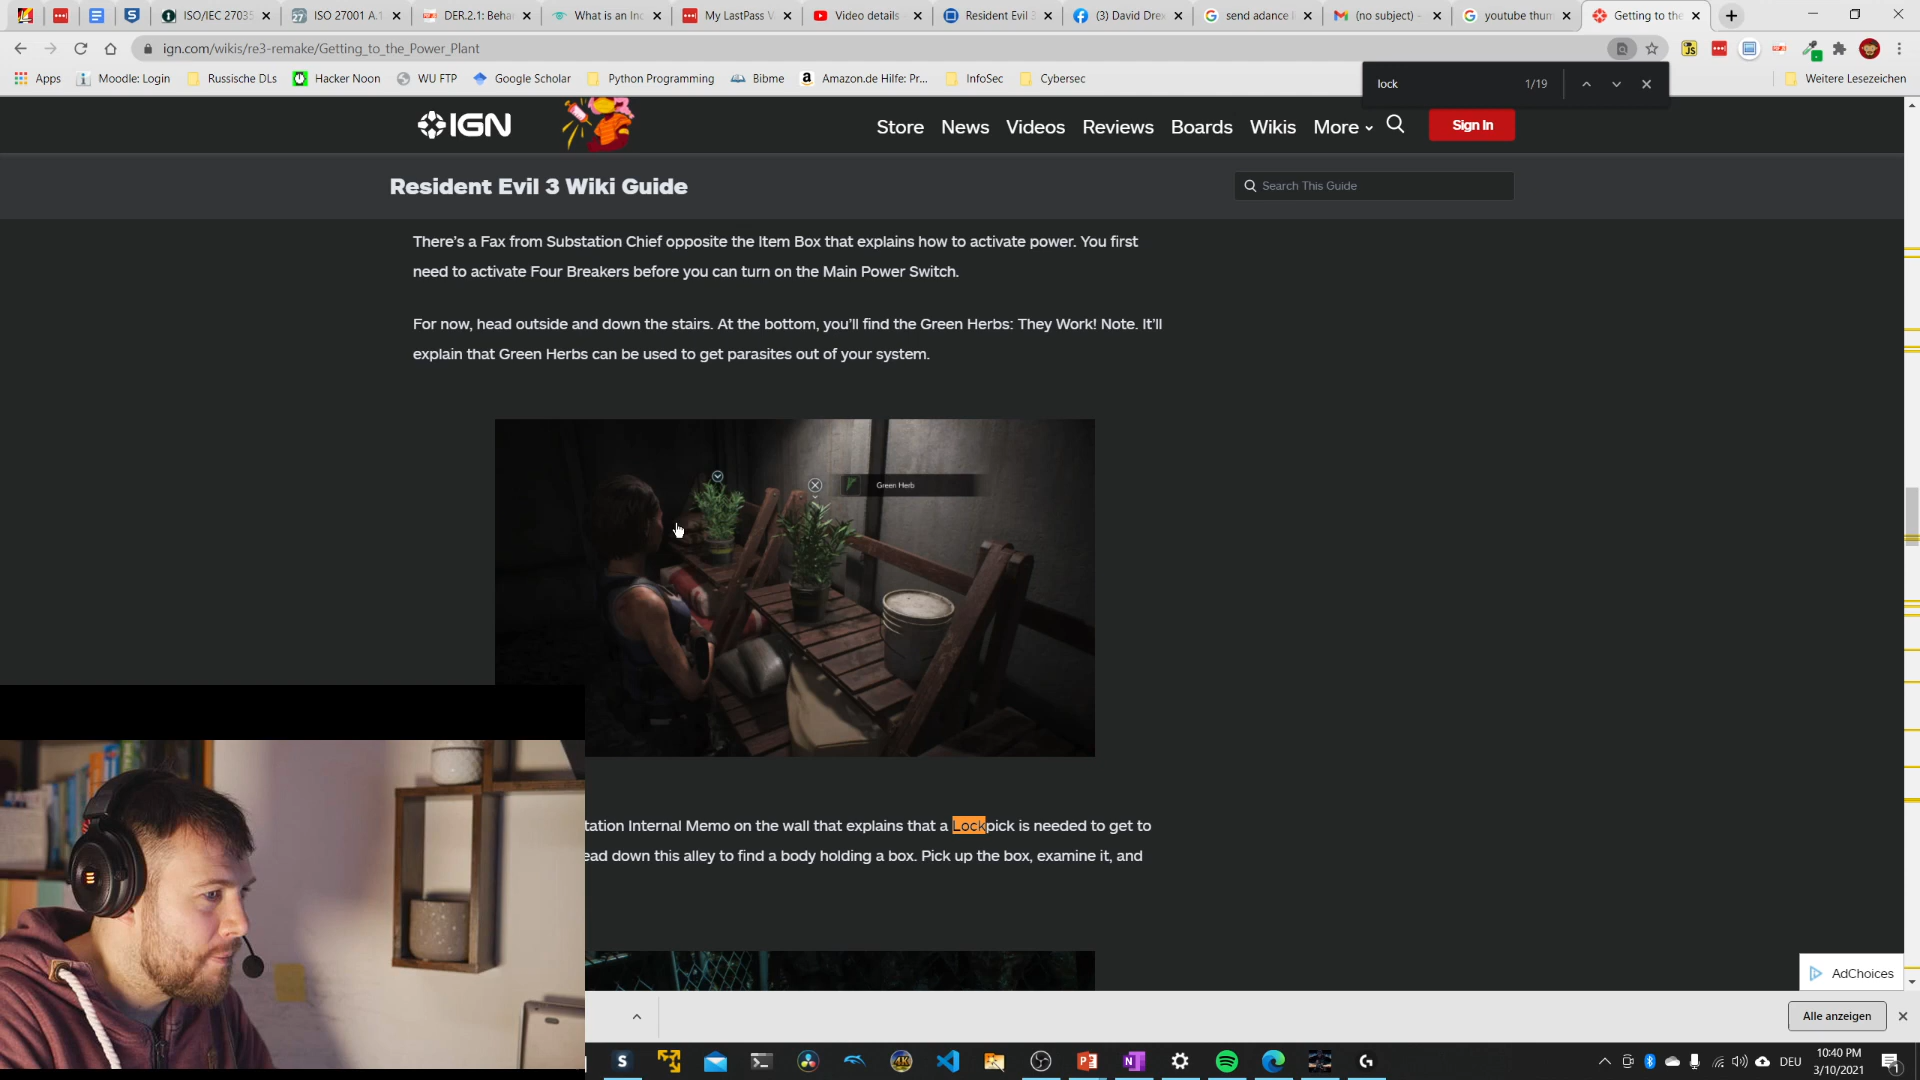 ISO/IEC 27035
ISO 27001 A.1
DER.2.1: Beha
What is an Inc
My LastPass V
Video details
Resident Evil 3
(3) David Drex
send adance
(no subject) -
youtube thum
Getting to the
ign.com/wikis/re3-remake/Getting_to_the_Power_Plant
Apps
Moodle: Login
Russische DLs
Hacker Noon
WU FTP
Google Scholar
Python Programming
Bibme
Amazon.de Hilfe: Pr...
InfoSec
Cybersec
Weitere Lesezeichen
lock
1/19
IGN
Store
News
Videos
Reviews
Boards
Wikis
More
Sign In
Resident Evil 3 Wiki Guide
Search This Guide
There's a Fax from Substation Chief opposite the Item Box that explains how to activate power. You first
need to activate Four Breakers before you can turn on the Main Power Switch.
For now, head outside and down the stairs. At the bottom, you'll find the Green Herbs: They Work! Note. It'll
explain that Green Herbs can be used to get parasites out of your system.
Green Herb
tation Internal Memo on the wall that explains that a Lockpick is needed to get to
ead down this alley to find a body holding a box. Pick up the box, examine it, and
AdChoices
Alle anzeigen
DEU
10:40 PM
3/10/2021